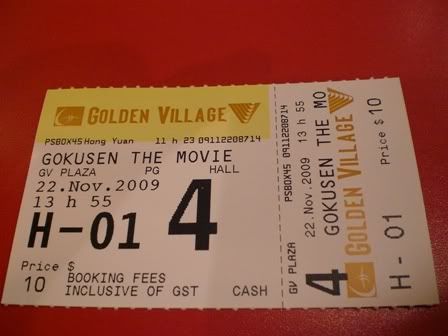 GOLDEN VILLAGE
PSBOX45 Hong Yuan 11 h 23 09112208714
GOKUSEN THE MOVIE
GV PLAZA PG HALL
22.Nov.2009
13 h 55
H-01 4
Price $
10
BOOKING FEES
INCLUSIVE OF GST CASH
PSBOX45 09112208714
GOKUSEN THE MO
22.Nov.2009 13 55
GV PLAZA
4
GOLDEN VILLAGE
Price $ 10
H- 01